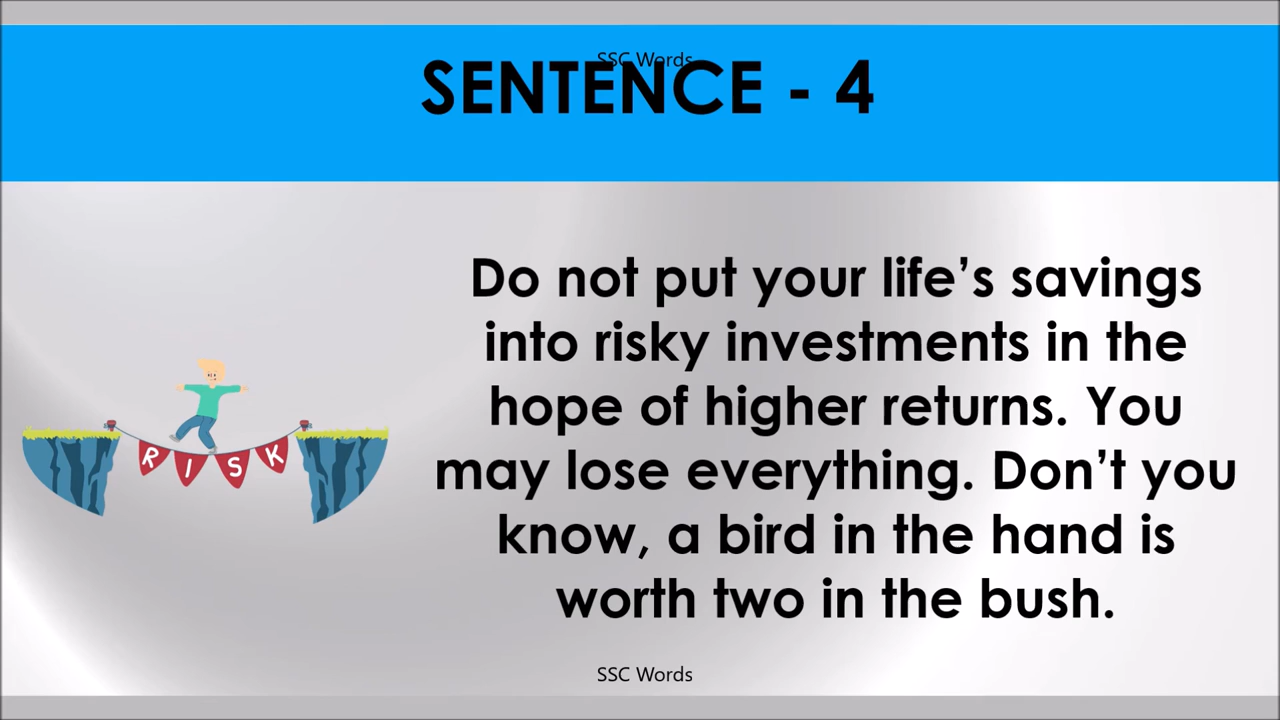 SSC Words
SENTENCE - 4
Do not put your life’s savings
into risky investments in the
hope of higher returns. You
may lose everything. Don’t you
know, a bird in the hand is
worth two in the bush.
RISK
SSC Words